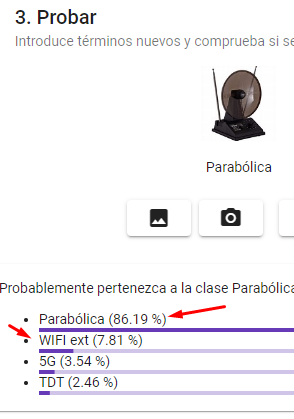 3. Probar
Introduce términos nuevos y comprueba si se
Parabólica
Probablemente pertenezca a la clase Parabólica
Parabólica (86.19 %)
WIFI ext (7.81 %)
5G (3.54 %)
TDT (2.46 %)